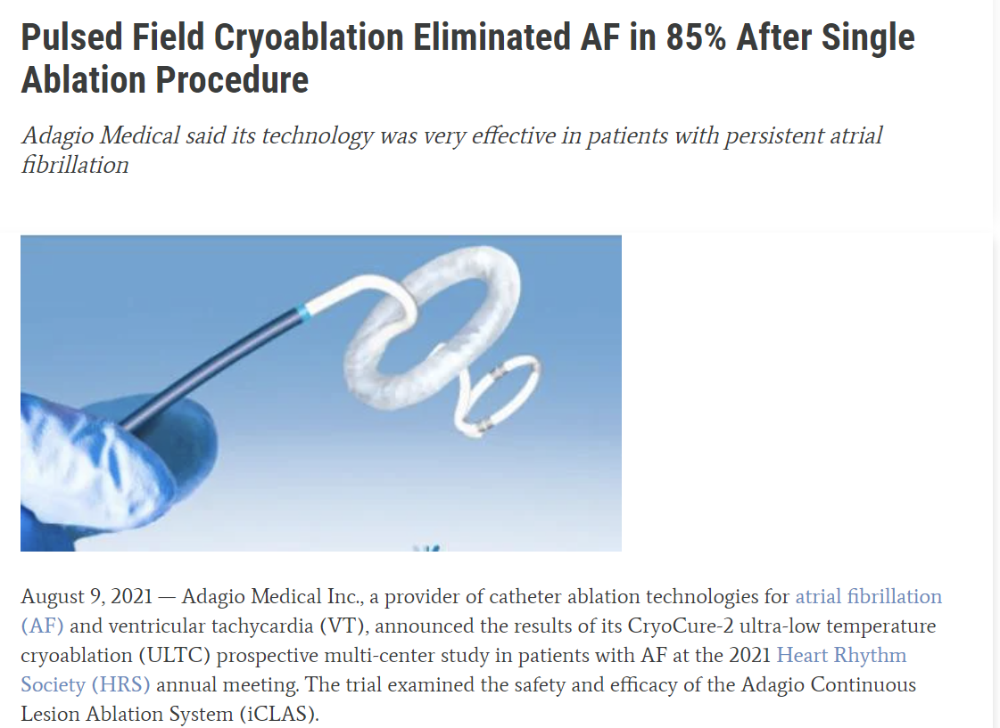 Pulsed Field Cryoablation Eliminated AF in 85% After Single
Ablation Procedure
Adagio Medical said its technology was very effective in patients with persistent atrial
fibrillation
August 9, 2021 — Adagio Medical Inc., a provider of catheter ablation technologies for atrial fibrillation
(AF) and ventricular tachycardia (VT), announced the results of its CryoCure-2 ultra-low temperature
cryoablation (ULTC) prospective multi-center study in patients with AF at the 2021 Heart Rhythm
Society (HRS) annual meeting. The trial examined the safety and efficacy of the Adagio Continuous
Lesion Ablation System (iCLAS).